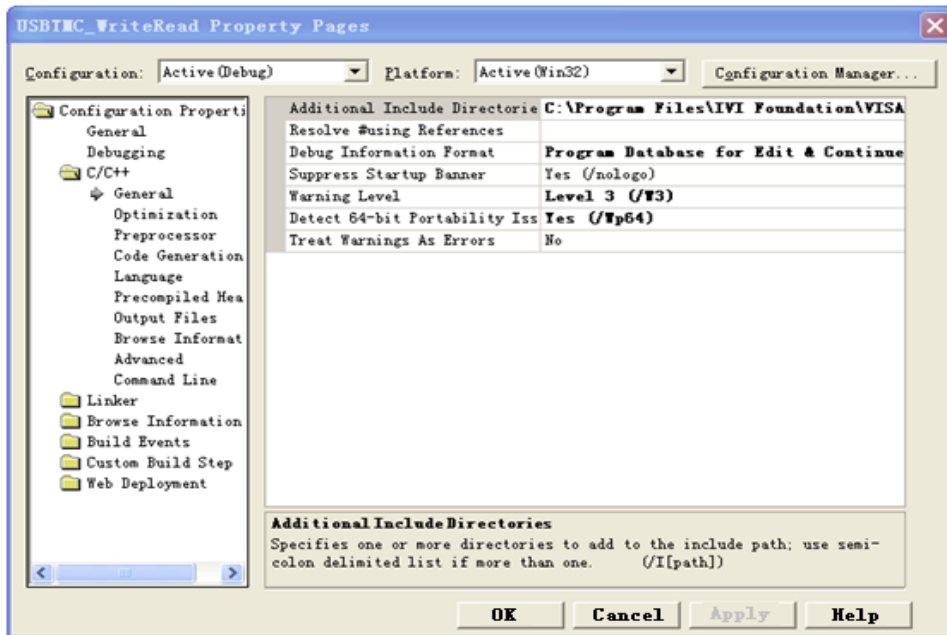 USBTMC_WriteRead Property Pages
Configuration: Active(Debug) Platform: Active(Win32) Configuration Manager...
Configuration Properti
General
Debugging
C/C++
General
Optimization
Preprocessor
Code Generation
Language
Precompiled Hea
Output Files
Browse Informat
Advanced
Command Line
Linker
Browse Information
Build Events
Custom Build Step
Web Deployment
Additional Include Directorie C:\Program Files\IVI Foundation\VISA
Resolve #using References
Debug Information Format Program Database for Edit & Continue
Suppress Startup Banner Yes (/nologo)
Warning Level Level 3 (/W3)
Detect 64-bit Portability Iss Yes (/Wp64)
Treat Warnings As Errors No
Additional Include Directories
Specifies one or more directories to add to the include path; use semi-
colon delimited list if more than one. (/I[path])
OK Cancel Apply Help